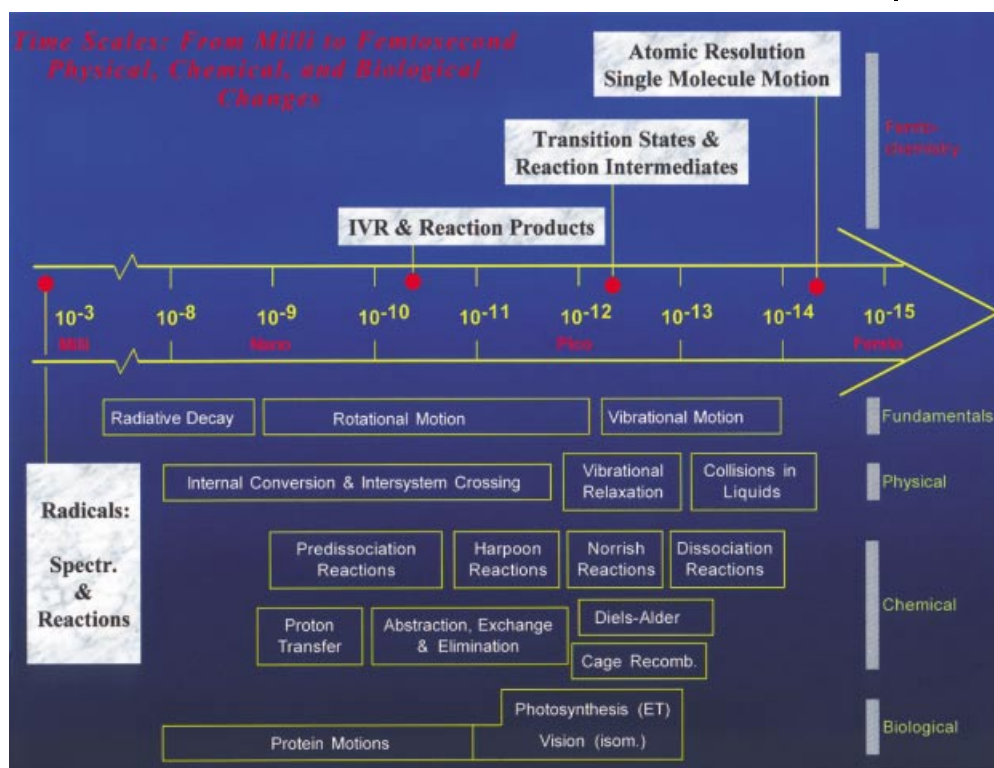 Time Scales: From Milli to Femtosecond
Physical, Chemical, and Biological
Changes
Atomic Resolution
Single Molecule Motion
Femto-
chemistry
Transition States &
Reaction Intermediates
IVR & Reaction Products
10-3
10-8
10-9
10-10
10-11
10-12
10-13
10-14
10-15
Milli
Nano
Pico
Femto
Radiative Decay
Rotational Motion
Vibrational Motion
Fundamentals
Radicals:
Spectr.
&
Reactions
Internal Conversion & Intersystem Crossing
Vibrational
Relaxation
Collisions in
Liquids
Physical
Predissociation
Reactions
Harpoon
Reactions
Norrish
Reactions
Dissociation
Reactions
Proton
Transfer
Abstraction, Exchange
& Elimination
Diels-Alder
Cage Recomb.
Chemical
Protein Motions
Photosynthesis (ET)
Vision (isom.)
Biological